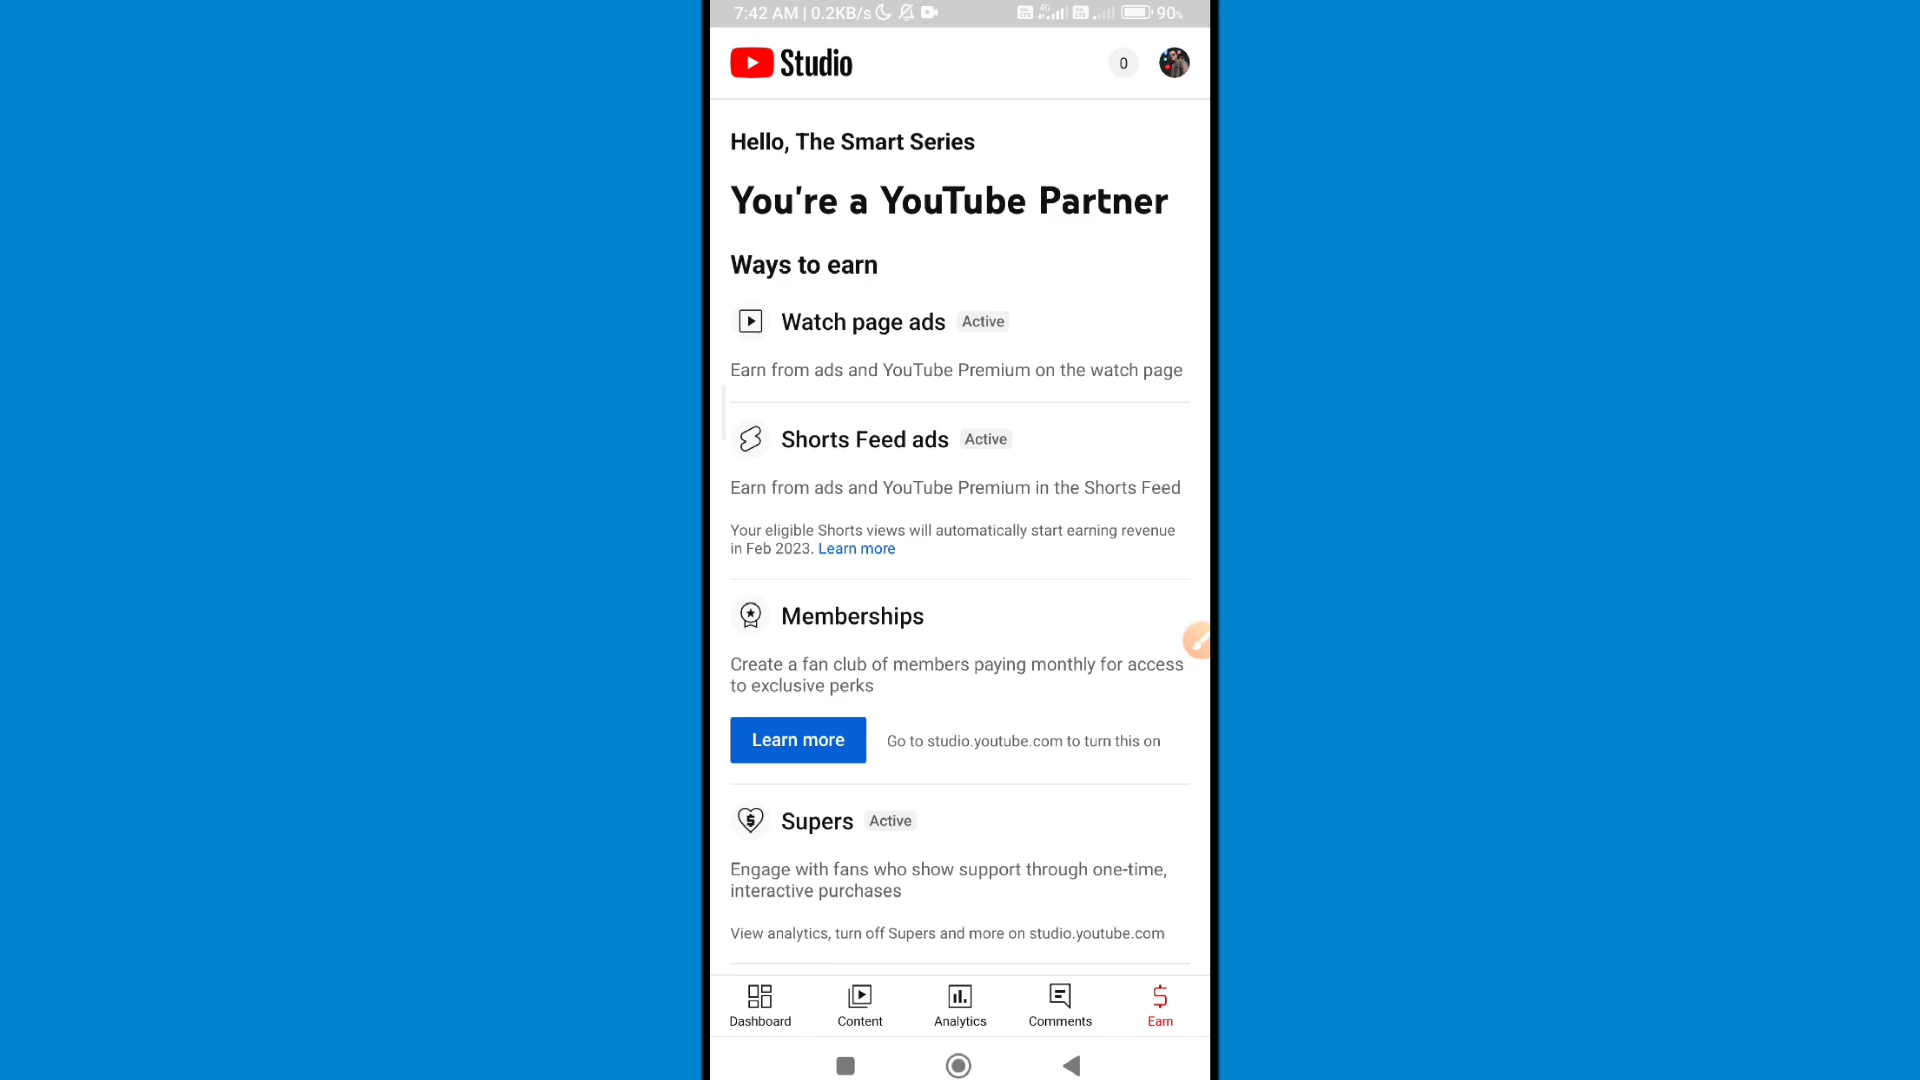 7:42 AM | 0.2KB/s 4G 90%
Studio 0
Hello, The Smart Series
You're a YouTube Partner
Ways to earn
Watch page ads Active
Earn from ads and YouTube Premium on the watch page
Shorts Feed ads Active
Earn from ads and YouTube Premium in the Shorts Feed
Your eligible Shorts views will automatically start earning revenue
in Feb 2023. Learn more
Memberships
Create a fan club of members paying monthly for access
to exclusive perks
Learn more Go to studio.youtube.com to turn this on
Supers Active
Engage with fans who show support through one-time,
interactive purchases
View analytics, turn off Supers and more on studio.youtube.com
Dashboard Content Analytics Comments Earn